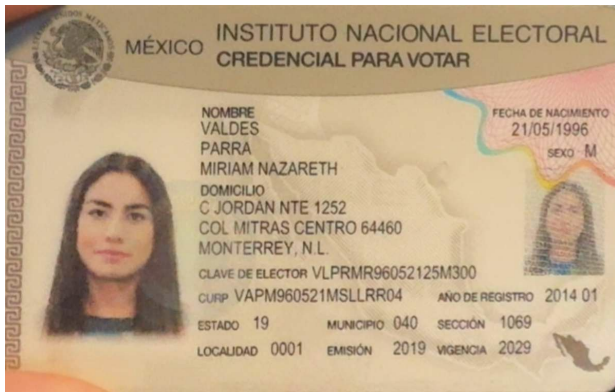 MÉXICO
INSTITUTO NACIONAL ELECTORAL
CREDENCIAL PARA VOTAR
NOMBRE
VALDES
PARRA
MIRIAM NAZARETH
FECHA DE NACIMIENTO
21/05/1996
SEXO M
DOMICILIO
C JORDAN NTE 1252
COL MITRAS CENTRO 64460
MONTERREY, N.L.
CLAVE DE ELECTOR VLPRMR96052125M300
CURP VAPM960521MSLLRR04 AÑO DE REGISTRO 2014 01
ESTADO 19 MUNICIPIO 040 SECCIÓN 1069
LOCALIDAD 0001 EMISIÓN 2019 VIGENCIA 2029